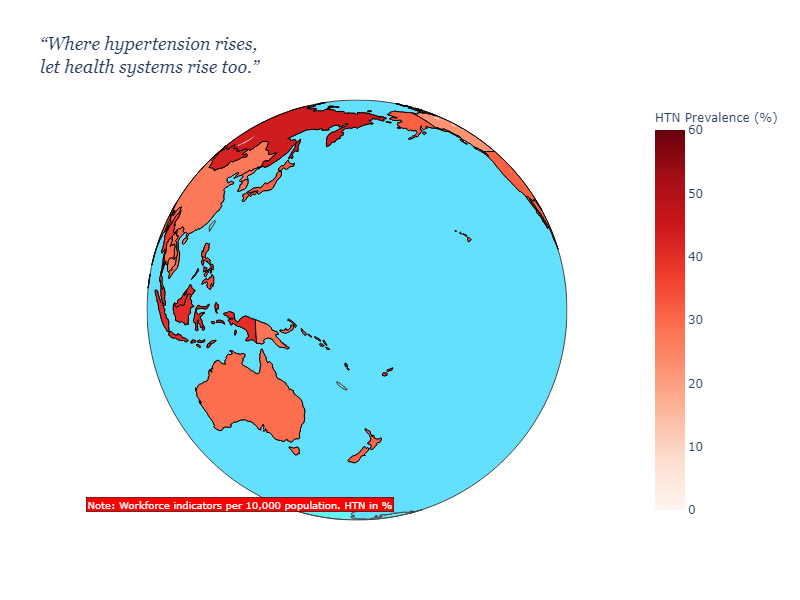 “Where hypertension rises,
let health systems rise too.”
HTN Prevalence (%)
60
50
40
30
20
10
0
Note: Workforce indicators per 10,000 population. HTN in %